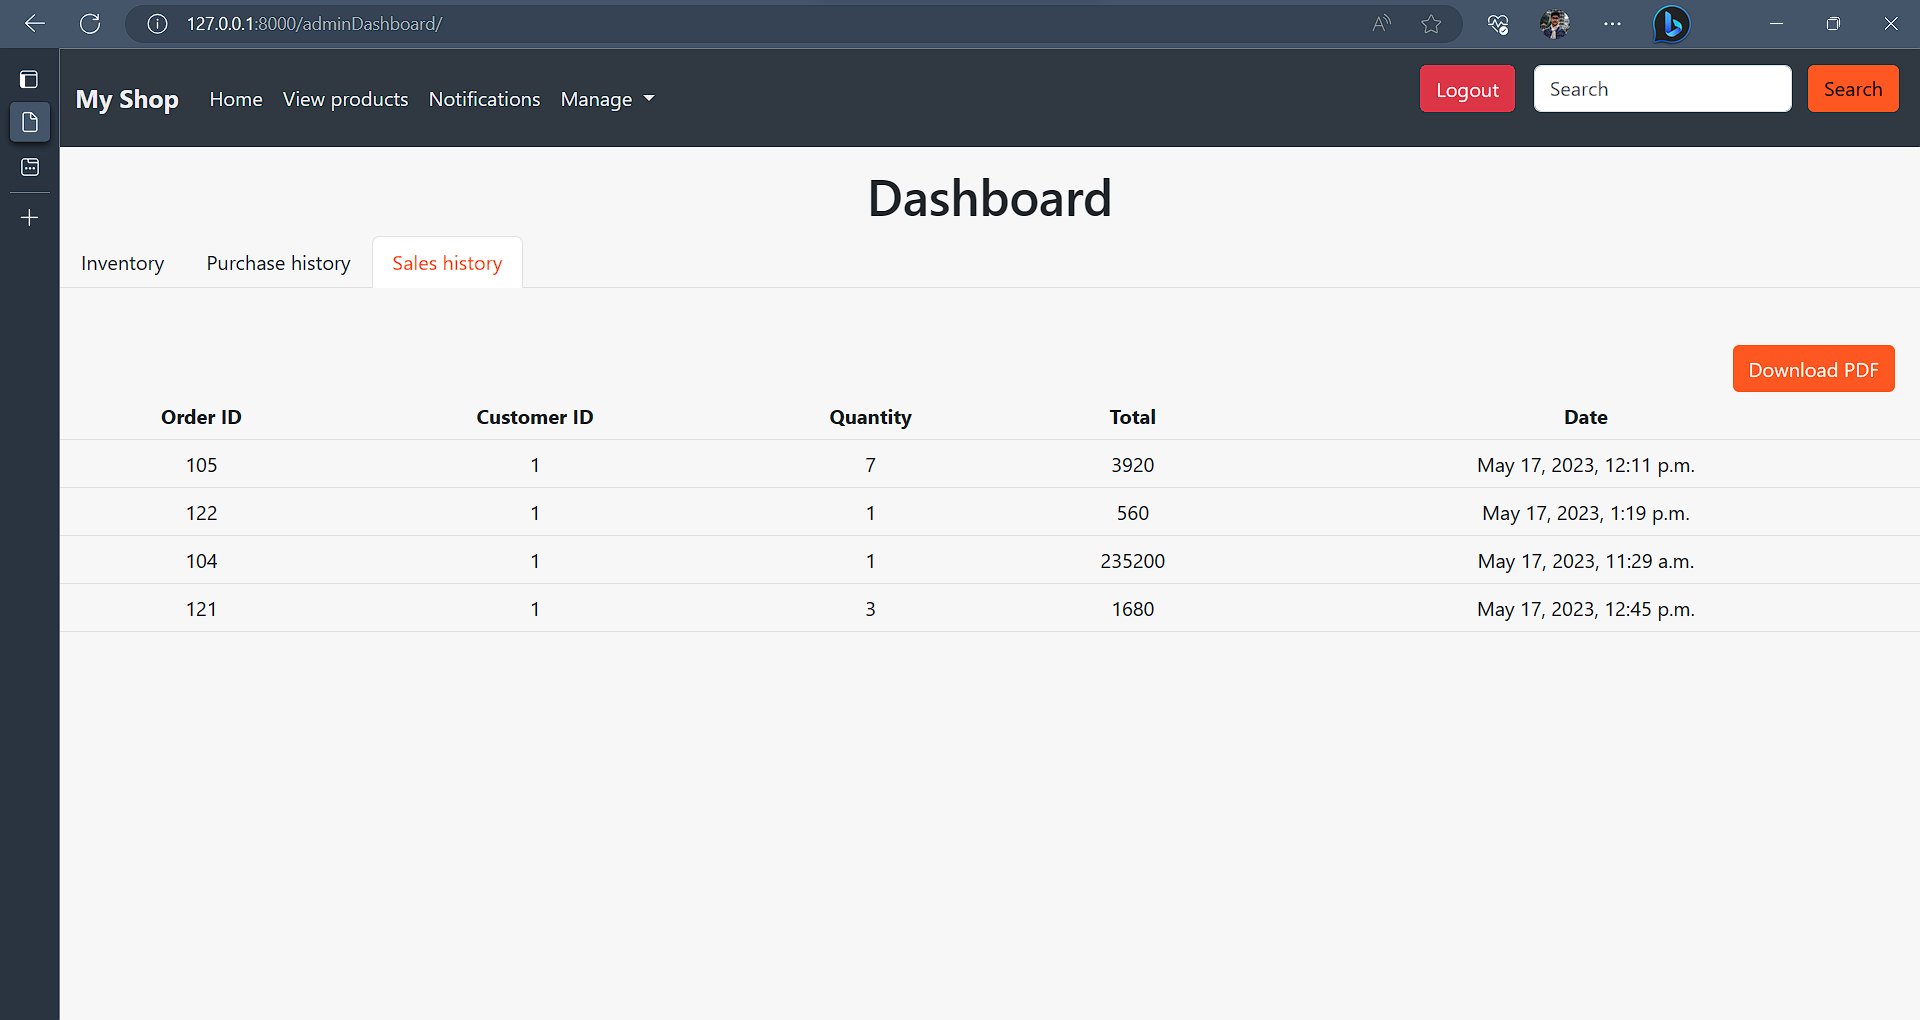 127.0.0.1:8000/adminDashboard/
My Shop Home View products Notifications Manage Logout Search Search
Dashboard
Inventory Purchase history Sales history
Download PDF
Order ID Customer ID Quantity Total Date
105 1 7 3920 May 17, 2023, 12:11 p.m.
122 1 1 560 May 17, 2023, 1:19 p.m.
104 1 1 235200 May 17, 2023, 11:29 a.m.
121 1 3 1680 May 17, 2023, 12:45 p.m.